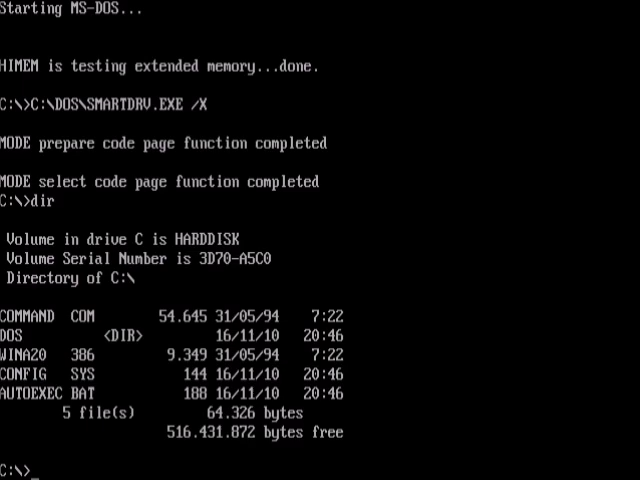 Starting MS-DOS...
HIMEM is testing extended memory...done.
C:\>C:\DOS\SMARTDRV.EXE /X
MODE prepare code page function completed
MODE select code page function completed
C:\>dir
Volume in drive C is HARDDISK
Volume Serial Number is 3D70-A5C0
Directory of C:\
COMMAND  COM        54.645 31/05/94   7:22
DOS          <DIR>         16/11/10  20:46
WINA20   386         9.349 31/05/94   7:22
CONFIG   SYS           144 16/11/10  20:46
AUTOEXEC BAT           188 16/11/10  20:46
5 file(s)         64.326 bytes
516.431.872 bytes free
C:\>_